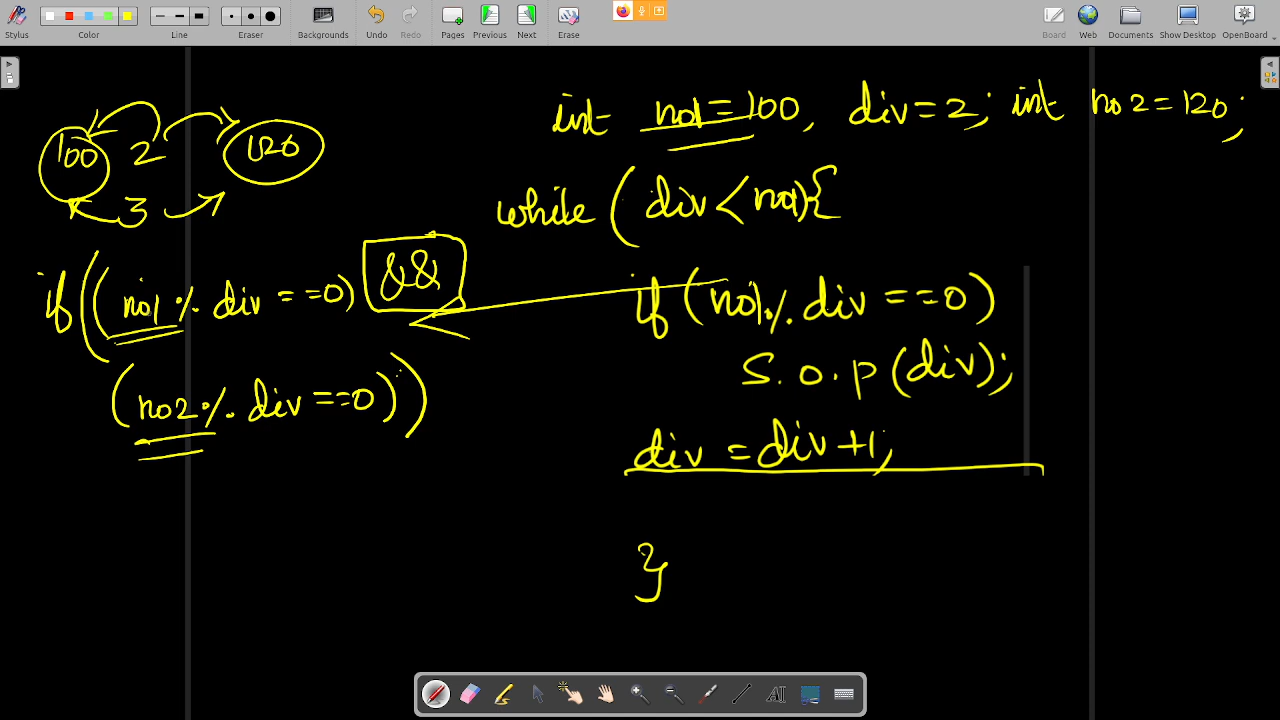 Stylus Color Line Eraser Backgrounds Undo Redo Pages Previous Next Erase Board Web Documents Show Desktop OpenBoard
int no1=100, div=2; int no2=120;
100 2 120
3
while (div<no1){
if((no1% div ==0) &&
(no2% div ==0))
if (no1% div ==0)
S.O.P(div);
div =div+1;
}
AI